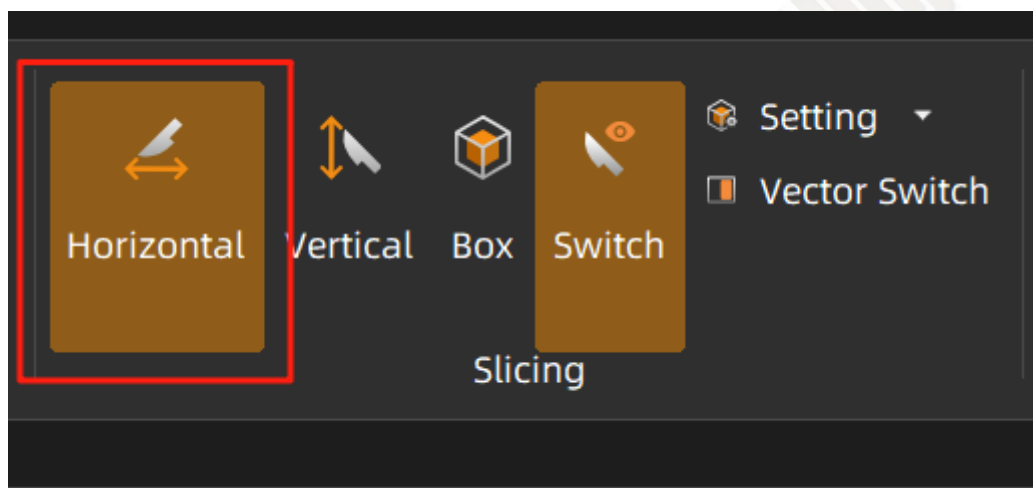 Horizontal
Vertical
Box
Switch
Setting
Vector Switch
Slicing